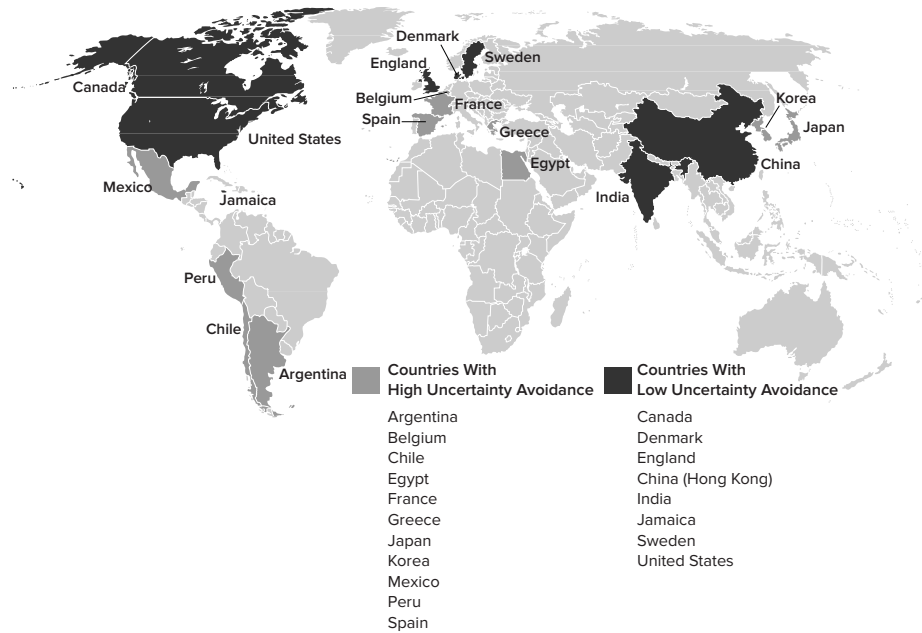 Denmark
Sweden
England
Canada
Belgium
France
Korea
Spain
Japan
Greece
United States
Egypt
China
Mexico
Jamaica
India
Peru
Chile
Argentina
Countries With
High Uncertainty Avoidance
Argentina
Belgium
Chile
Egypt
France
Greece
Japan
Korea
Mexico
Peru
Spain
Countries With
Low Uncertainty Avoidance
Canada
Denmark
England
China (Hong Kong)
India
Jamaica
Sweden
United States